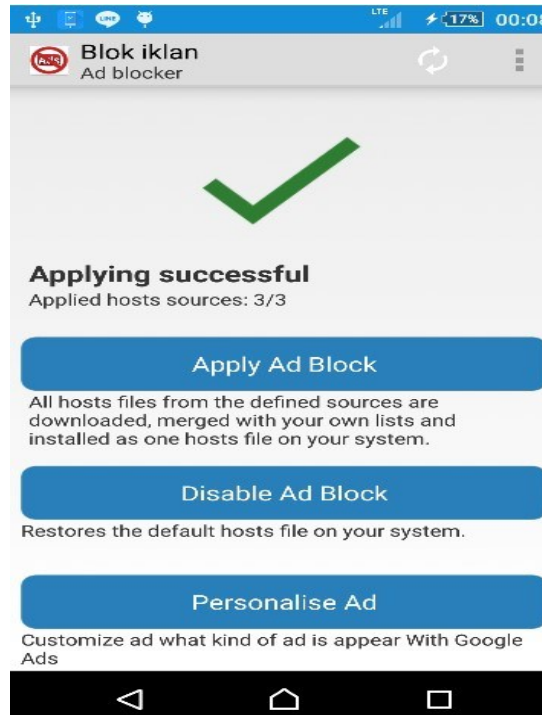 LTE
17% 00:08
ADS
Blok iklan
Ad blocker
Applying successful
Applied hosts sources: 3/3
Apply Ad Block
All hosts files from the defined sources are
downloaded, merged with your own lists and
installed as one hosts file on your system.
Disable Ad Block
Restores the default hosts file on your system.
Personalise Ad
Customize ad what kind of ad is appear With Google
Ads